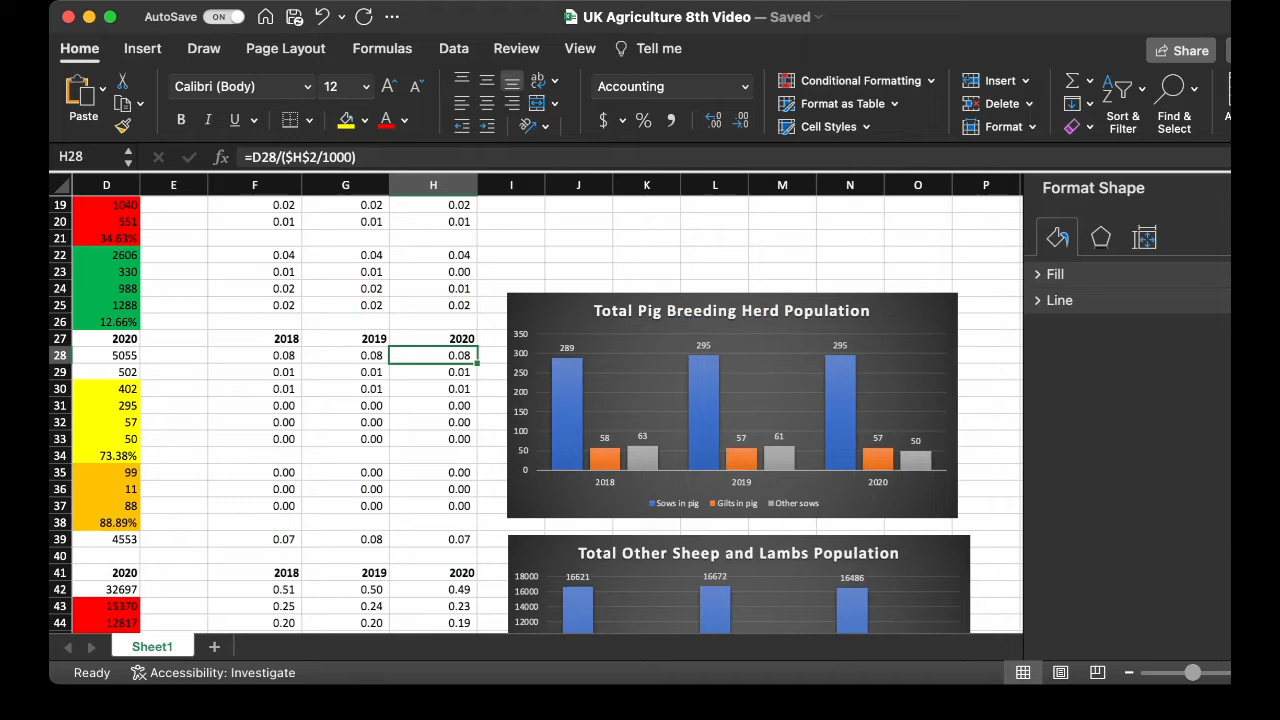 AutoSave ON UK Agriculture 8th Video — Saved
Home Insert Draw Page Layout Formulas Data Review View Tell me Share
Paste Calibri (Body) 12 A A ab Accounting Conditional Formatting Insert Sort & Filter Find & Select
B I U A $ % Format as Table Delete
Cell Styles Format
H28 fx =D28/($H$2/1000)
D E F G H I J K L M N O P
19 1040 0.02 0.02 0.02
20 551 0.01 0.01 0.01
21 34.63%
22 2606 0.04 0.04 0.04
23 330 0.01 0.01 0.00
24 988 0.02 0.02 0.01
25 1288 0.02 0.02 0.02
26 12.66%
27 2020 2018 2019 2020
28 5055 0.08 0.08 0.08
29 502 0.01 0.01 0.01
30 402 0.01 0.01 0.01
31 295 0.00 0.00 0.00
32 57 0.00 0.00 0.00
33 50 0.00 0.00 0.00
34 73.38%
35 99 0.00 0.00 0.00
36 11 0.00 0.00 0.00
37 88 0.00 0.00 0.00
38 88.89%
39 4553 0.07 0.08 0.07
40
41 2020 2018 2019 2020
42 32697 0.51 0.50 0.49
43 15370 0.25 0.24 0.23
44 12817 0.20 0.20 0.19
Total Pig Breeding Herd Population
350
300
250
200
150
100
50
0
289 58 63
295 57 61
295 57 50
2018 2019 2020
Sows in pig Gilts in pig Other sows
Total Other Sheep and Lambs Population
18000
16000
14000
12000
16621 16672 16486
Format Shape
Fill
Line
Sheet1 +
Ready Accessibility: Investigate